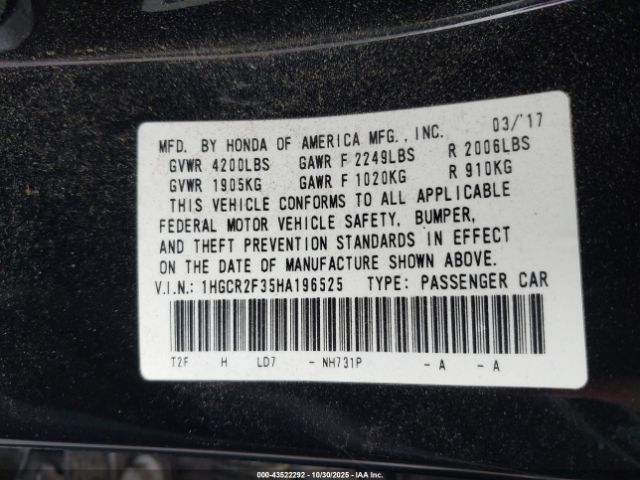 03/'17
MFD. BY HONDA OF AMERICA MFG., INC.
GVWR 4200LBS GAWR F 2249LBS R 2006LBS
GVWR 1905KG GAWR F 1020KG R 910KG
THIS VEHICLE CONFORMS TO ALL APPLICABLE
FEDERAL MOTOR VEHICLE SAFETY, BUMPER,
AND THEFT PREVENTION STANDARDS IN EFFECT
ON THE DATE OF MANUFACTURE SHOWN ABOVE.
V.I.N.: 1HGCR2F35HA196525 TYPE: PASSENGER CAR
T2F H LD7 - NH731P - A - A
000-43522292 - 10/30/2025 - IAA Inc.